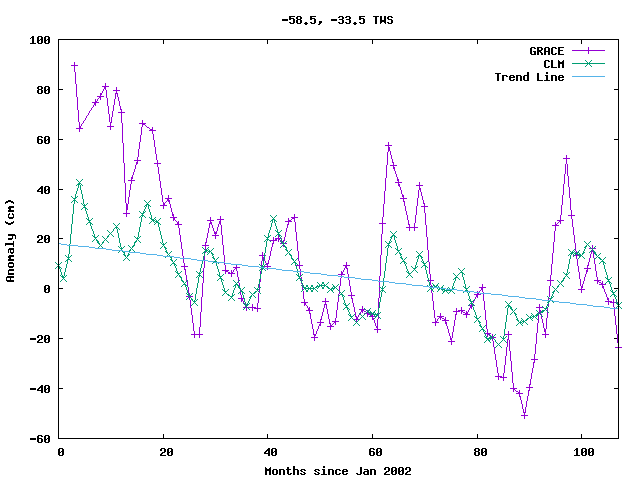 -58.5, -33.5 TWS
GRACE
CLM
Trend Line
100
80
60
40
20
0
-20
-40
-60
Anomaly (cm)
0 20 40 60 80 100
Months since Jan 2002